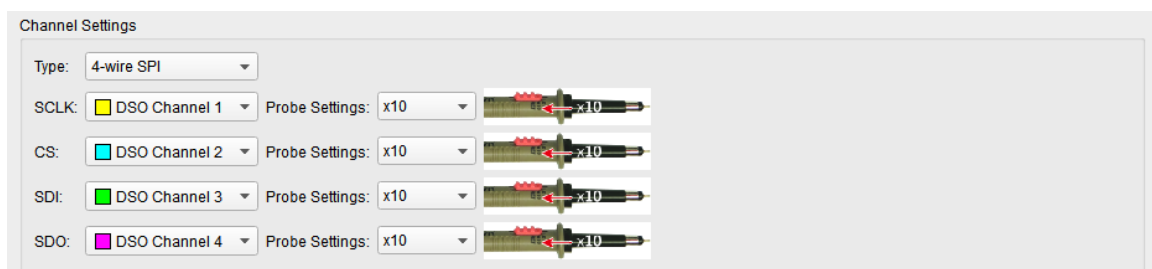 Channel Settings
Type: 4-wire SPI
SCLK: DSO Channel 1 Probe Settings: x10 x10
CS: DSO Channel 2 Probe Settings: x10 x10
SDI: DSO Channel 3 Probe Settings: x10 x10
SDO: DSO Channel 4 Probe Settings: x10 x10